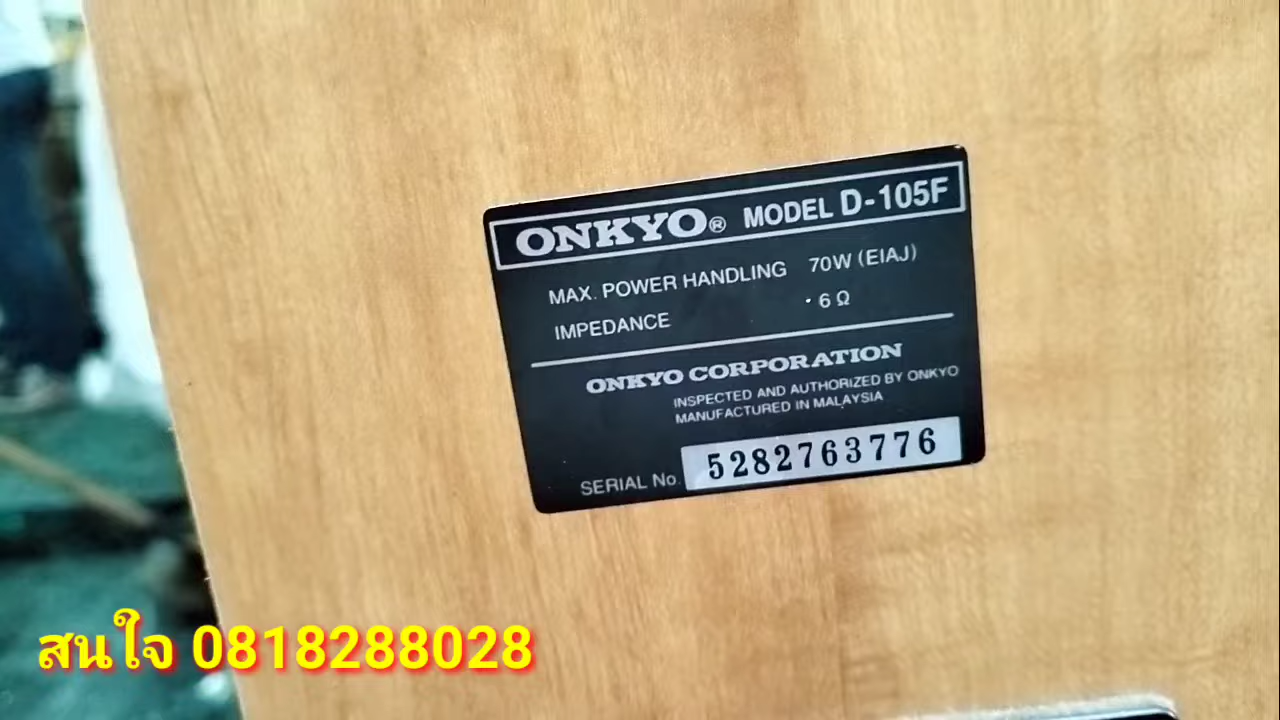 ONKYO® MODEL D-105F
MAX. POWER HANDLING 70W (EIAJ)
IMPEDANCE 6 Ω
ONKYO CORPORATION
INSPECTED AND AUTHORIZED BY ONKYO
MANUFACTURED IN MALAYSIA
SERIAL No. 5282763776
สนใจ 0818288028